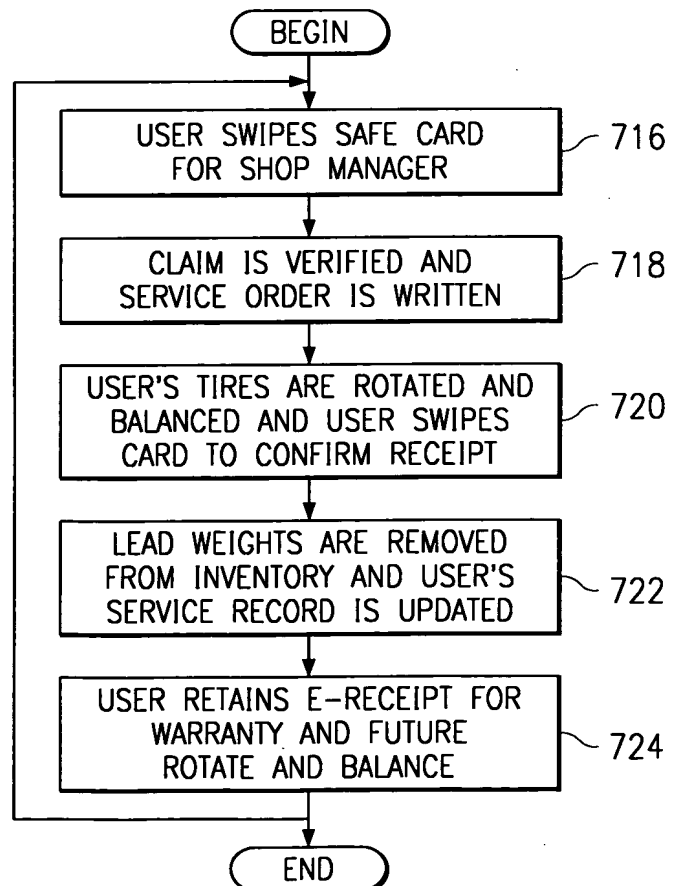 BEGIN
USER SWIPES SAFE CARD
FOR SHOP MANAGER
716
CLAIM IS VERIFIED AND
SERVICE ORDER IS WRITTEN
718
USER'S TIRES ARE ROTATED AND
BALANCED AND USER SWIPES
CARD TO CONFIRM RECEIPT
720
LEAD WEIGHTS ARE REMOVED
FROM INVENTORY AND USER'S
SERVICE RECORD IS UPDATED
722
USER RETAINS E-RECEIPT FOR
WARRANTY AND FUTURE
ROTATE AND BALANCE
724
END